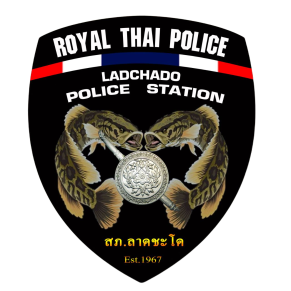 ROYAL THAI POLICE
LADCHADO
POLICE STATION
สภ.ลาดชะโด
Est.1967